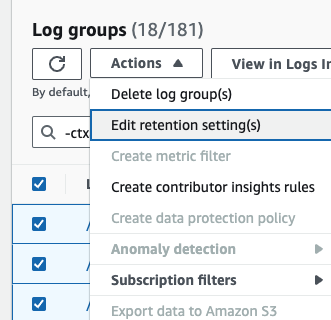 Log groups (18/181)
Actions
View in Logs In
By default,
Delete log group(s)
-ctx
Edit retention setting(s)
Create metric filter
Create contributor insights rules
Create data protection policy
Anomaly detection
Subscription filters
Export data to Amazon S3